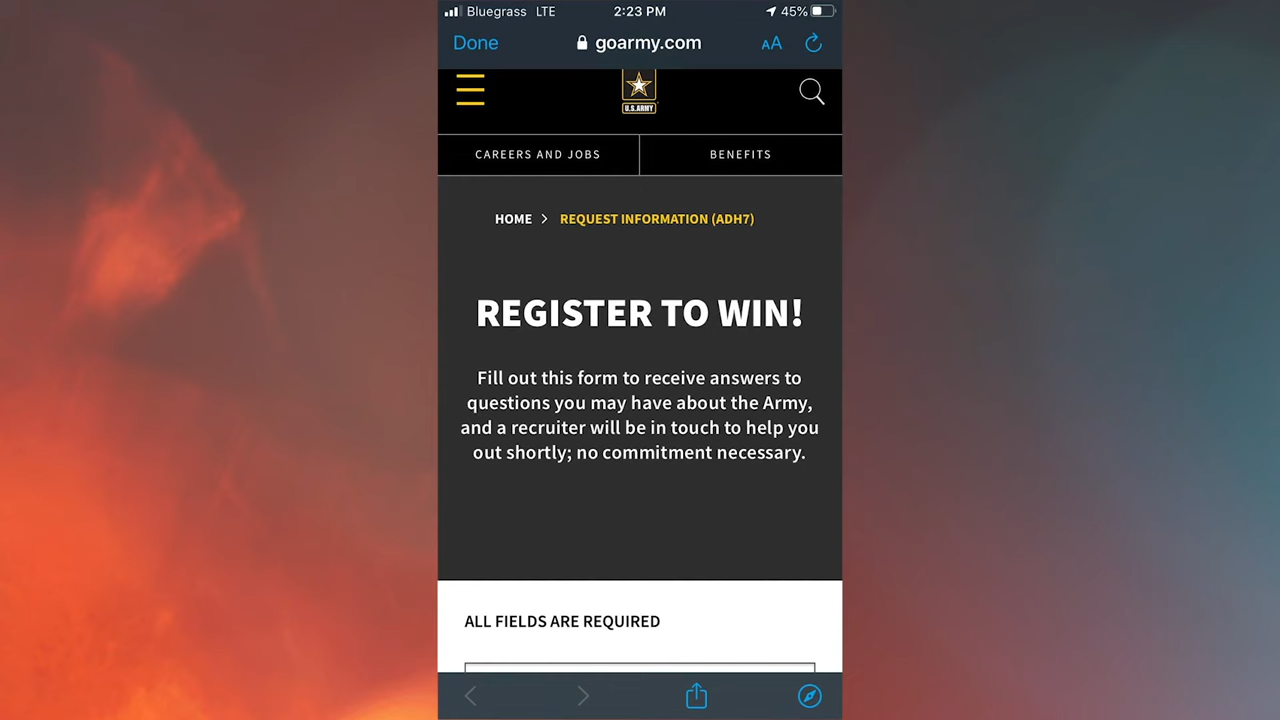 Bluegrass LTE 2:23 PM 45%
Done goarmy.com AA
U.S.ARMY
CAREERS AND JOBS BENEFITS
HOME > REQUEST INFORMATION (ADH7)
REGISTER TO WIN!
Fill out this form to receive answers to
questions you may have about the Army,
and a recruiter will be in touch to help you
out shortly; no commitment necessary.
ALL FIELDS ARE REQUIRED